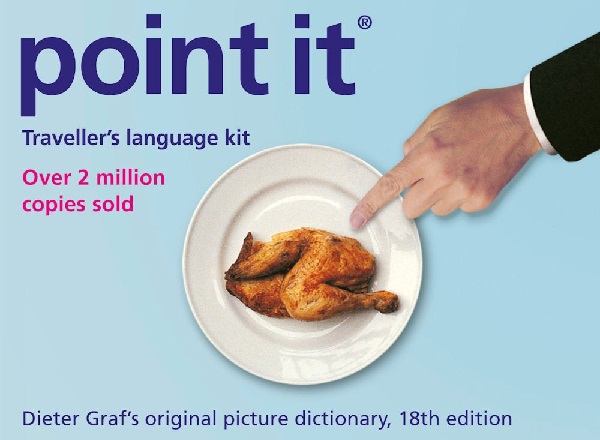 point it®
Traveller's language kit
Over 2 million
copies sold
Dieter Graf's original picture dictionary, 18th edition